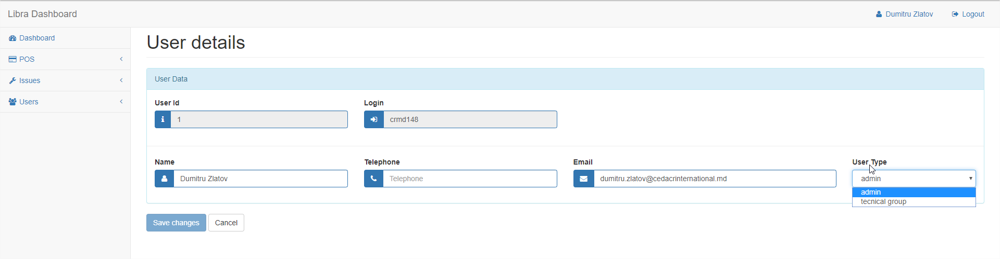 Libra Dashboard
Dumitru Zlatov
Logout
Dashboard
POS
Issues
Users
User details
User Data
User Id
Login
1
crmd148
Name
Telephone
Email
User Type
Dumitru Zlatov
Telephone
dumitru.zlatov@cedacrinternational.md
admin
admin
tecnical group
Save changes
Cancel